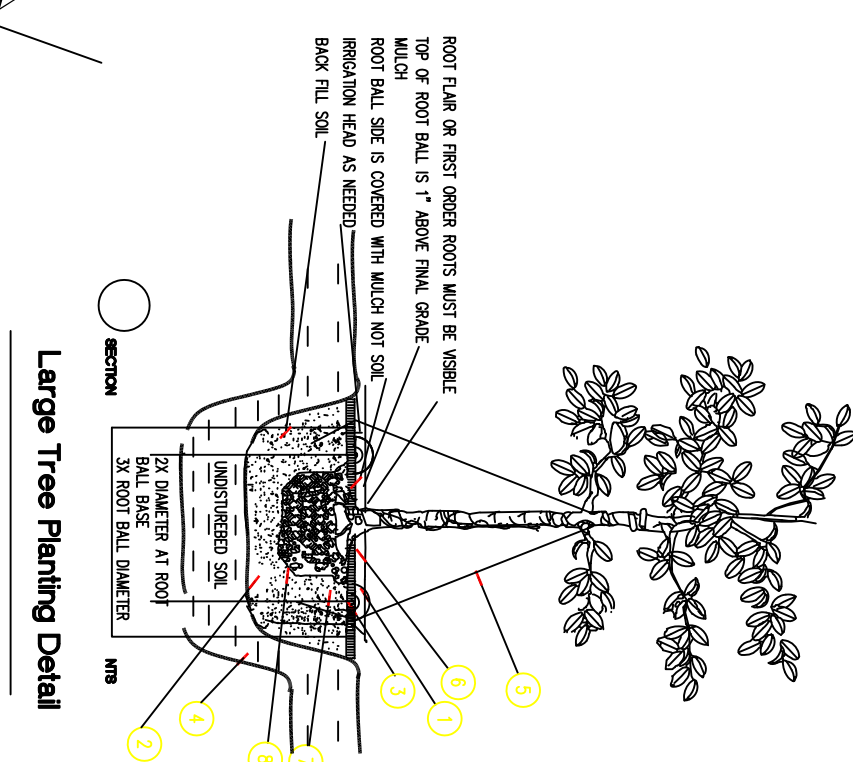 ROOT FLAIR OR FIRST ORDER ROOTS MUST BE VISIBLE
TOP OF ROOT BALL IS 1" ABOVE FINAL GRADE
MULCH
ROOT BALL SIDE IS COVERED WITH MULCH NOT SOIL
IRRIGATION HEAD AS NEEDED
BACK FILL SOIL
5
6
1
3
7
8
4
2
UNDISTUREBED SOIL
2X DIAMETER AT ROOT
BALL BASE
3X ROOT BALL DIAMETER
SECTION
NTS
Large Tree Planting Detail